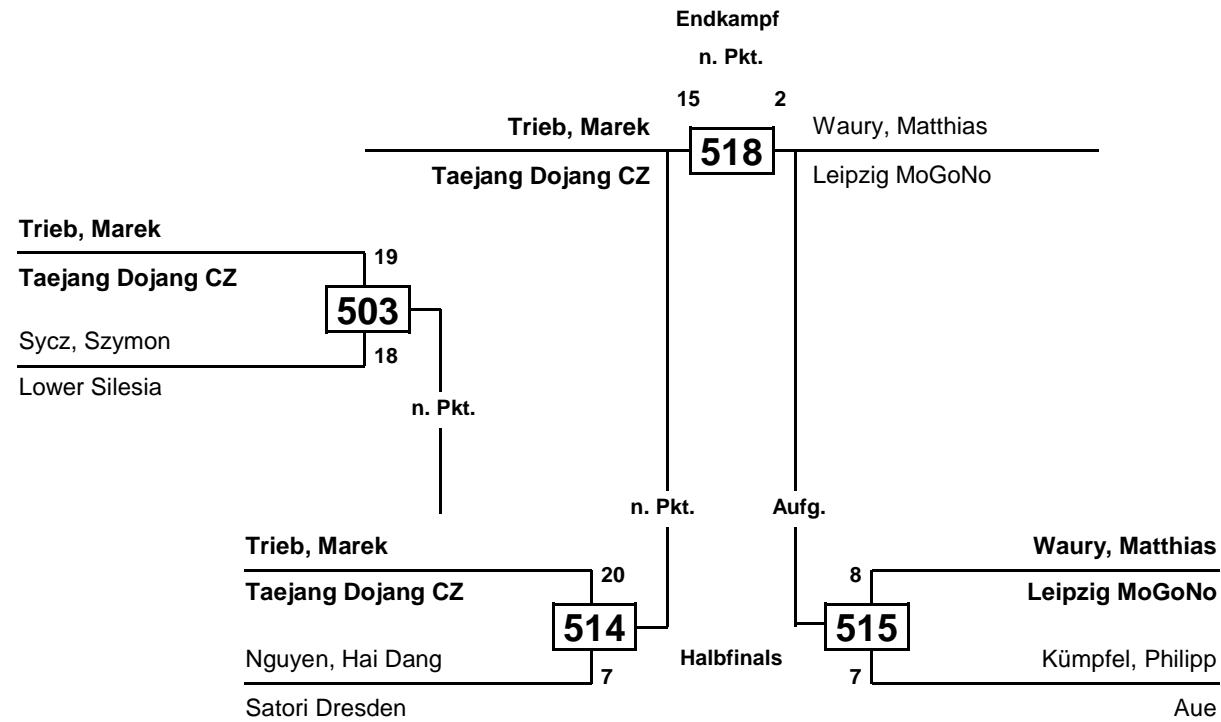 Endkampf
n. Pkt.
15 2
Trieb, Marek 518 Waury, Matthias
Taejang Dojang CZ Leipzig MoGoNo
Trieb, Marek
19
Taejang Dojang CZ
503
Sycz, Szymon
18
Lower Silesia
n. Pkt.
n. Pkt. Aufg.
Trieb, Marek Waury, Matthias
20 8
Taejang Dojang CZ Leipzig MoGoNo
514 515
Nguyen, Hai Dang Halbfinals Kümpfel, Philipp
7 7
Satori Dresden Aue